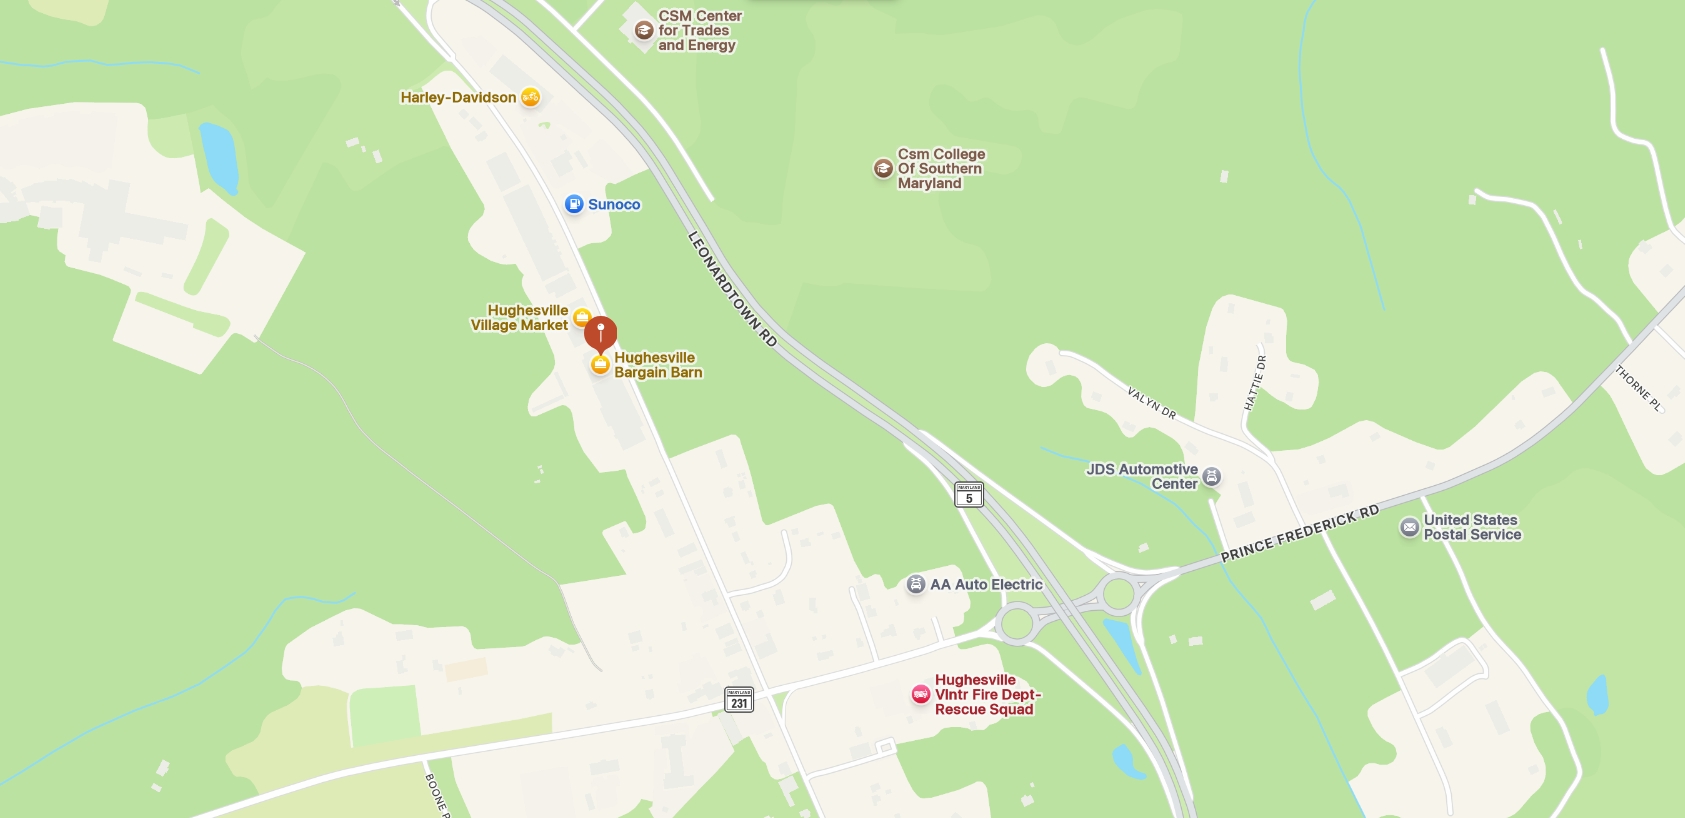 CSM Center
for Trades
and Energy
Harley-Davidson
Csm College
Of Southern
Maryland
Sunoco
LEONARDTOWN RD
Hughesville
Village Market
Hughesville
Bargain Barn
THORNE PL
HATTIE DR
VALYN DR
JDS Automotive
Center
MARYLAND
5
PRINCE FREDERICK RD
United States
Postal Service
AA Auto Electric
Hughesville
Vlntr Fire Dept-
Rescue Squad
MARYLAND
231
BOONE R